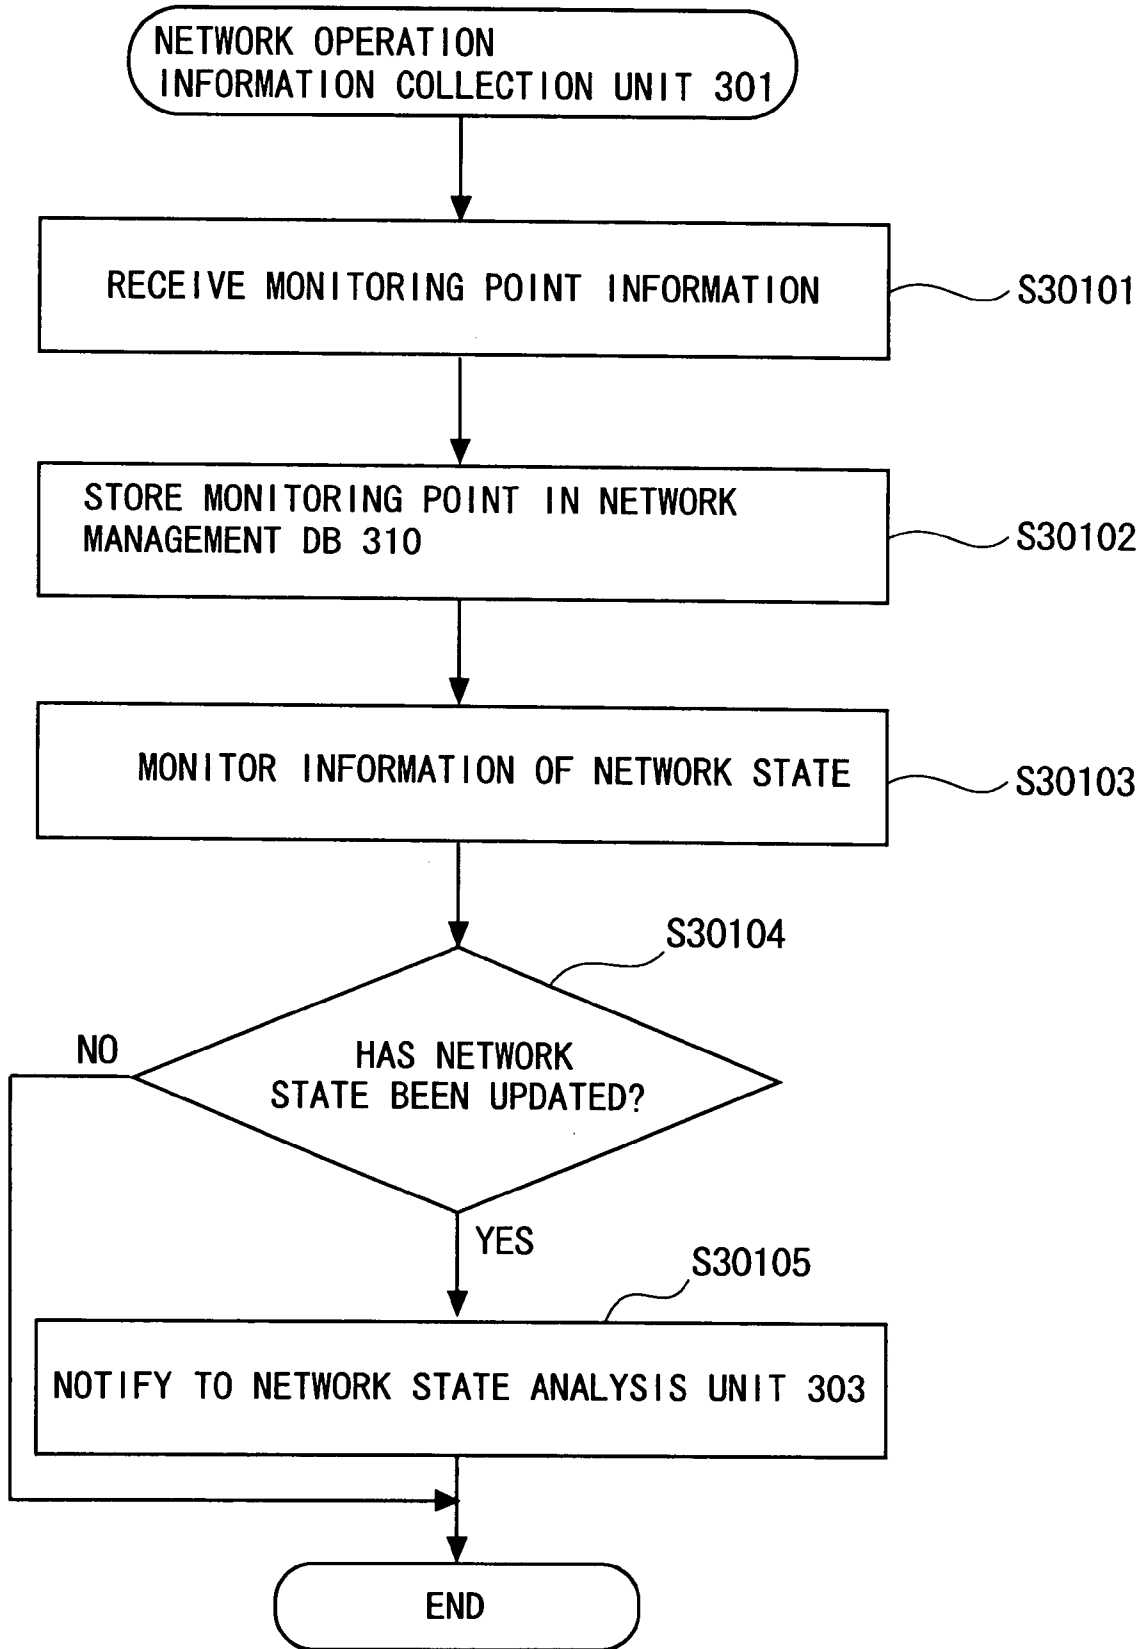 NETWORK OPERATION
INFORMATION COLLECTION UNIT 301
RECEIVE MONITORING POINT INFORMATION
S30101
STORE MONITORING POINT IN NETWORK
MANAGEMENT DB 310
S30102
MONITOR INFORMATION OF NETWORK STATE
S30103
S30104
NO
HAS NETWORK
STATE BEEN UPDATED?
YES
S30105
NOTIFY TO NETWORK STATE ANALYSIS UNIT 303
END